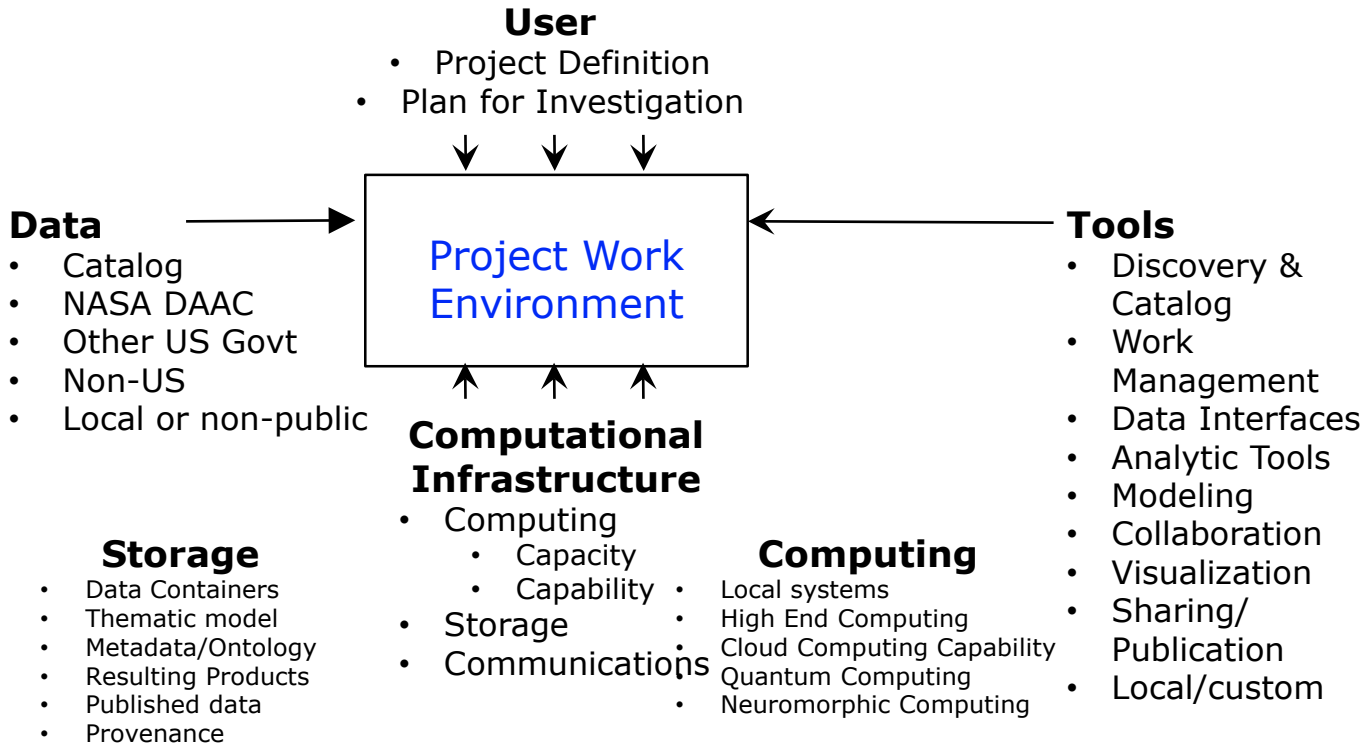 User
• Project Definition
• Plan for Investigation
Project Work
Environment
Data
• Catalog
• NASA DAAC
• Other US Govt
• Non-US
• Local or non-public
Tools
• Discovery &
Catalog
• Work
Management
• Data Interfaces
• Analytic Tools
• Modeling
• Collaboration
• Visualization
• Sharing/
Publication
• Local/custom
Computational
Infrastructure
• Computing
• Capacity
• Capability
• Storage
• Communications
Storage
• Data Containers
• Thematic model
• Metadata/Ontology
• Resulting Products
• Published data
• Provenance
Computing
• Local systems
• High End Computing
• Cloud Computing Capability
• Quantum Computing
• Neuromorphic Computing